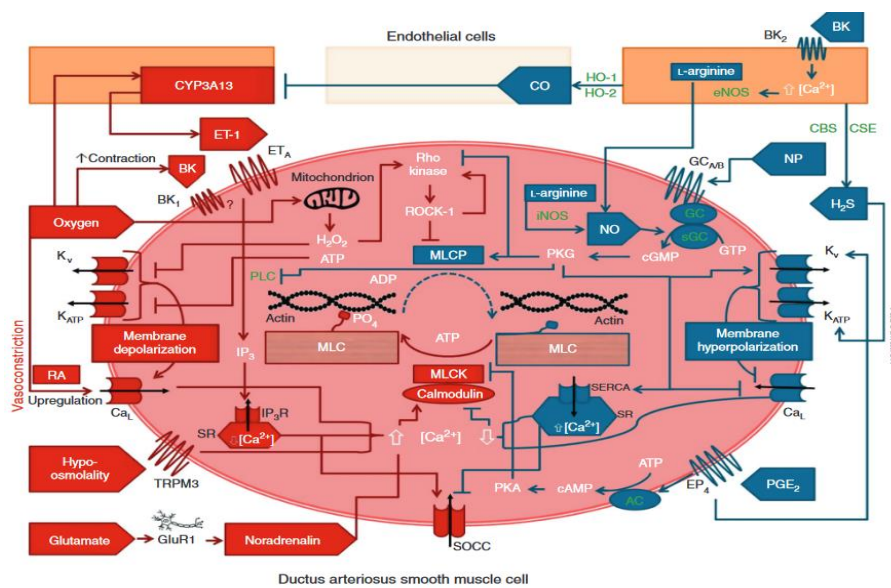 Endothelial cells
BK
BK2
L-arginine
eNOS
⇧ [Ca2+]
CYP3A13
CO
HO-1
HO-2
CBS
CSE
ET-1
↑Contraction
BK
ETA
BK1
?
Oxygen
Mitochondrion
Rho
kinase
ROCK-1
L-arginine
iNOS
NO
GCA/B
GC
sGC
NP
H2S
H2O2
ATP
MLCP
PKG
cGMP
GTP
Kv
KATP
Kv
KATP
PLC
ADP
Actin
PO4
MLC
ATP
Actin
MLC
Membrane
depolarization
Membrane
hyperpolarization
Vasoconstriction
RA
Upregulation
CaL
IP3
IP3R
SR
⇩[Ca2+]
MLCK
Calmodulin
⇧ [Ca2+] ⇩
SERCA
SR
⇧[Ca2+]
CaL
Hypo-
osmolality
TRPM3
PKA
cAMP
ATP
AC
EP4
PGE2
Glutamate
GluR1
Noradrenalin
SOCC
Ductus arteriosus smooth muscle cell